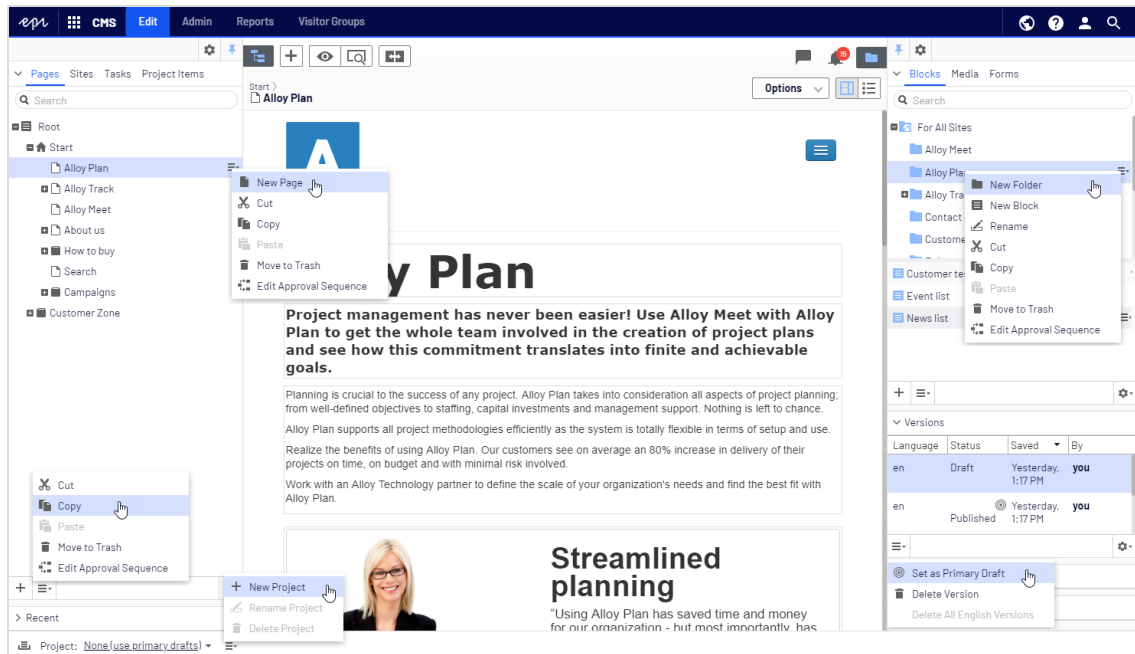 epi CMS Edit Admin Reports Visitor Groups
Pages Sites Tasks Project Items
Search
Root
Start
Alloy Plan
Alloy Track
Alloy Meet
About us
How to buy
Search
Campaigns
Customer Zone
New Page
Cut
Copy
Paste
Move to Trash
Edit Approval Sequence
Cut
Copy
Paste
Move to Trash
Edit Approval Sequence
Recent
Project: None (use primary drafts)
New Project
Rename Project
Delete Project
15
Start
Alloy Plan
Options
A
y Plan
Project management has never been easier! Use Alloy Meet with Alloy
Plan to get the whole team involved in the creation of project plans
and see how this commitment translates into finite and achievable
goals.
Planning is crucial to the success of any project. Alloy Plan takes into consideration all aspects of project planning;
from well-defined objectives to staffing, capital investments and management support. Nothing is left to chance.
Alloy Plan supports all project methodologies efficiently as the system is totally flexible in terms of setup and use.
Realize the benefits of using Alloy Plan. Our customers see on average an 80% increase in delivery of their
projects on time, on budget and with minimal risk involved.
Work with an Alloy Technology partner to define the scale of your organization's needs and find the best fit with
Alloy Plan.
Streamlined
planning
"Using Alloy Plan has saved time and money
for our organization - but most importantly, has
Blocks Media Forms
Search
For All Sites
Alloy Meet
Alloy Pla
Alloy Tra
Contact
Custome
Customer te
Event list
News list
New Folder
New Block
Rename
Cut
Copy
Paste
Move to Trash
Edit Approval Sequence
Versions
Language Status Saved By
en Draft Yesterday, you
1:17 PM
en Yesterday, you
Published 1:17 PM
Set as Primary Draft
Delete Version
Delete All English Versions